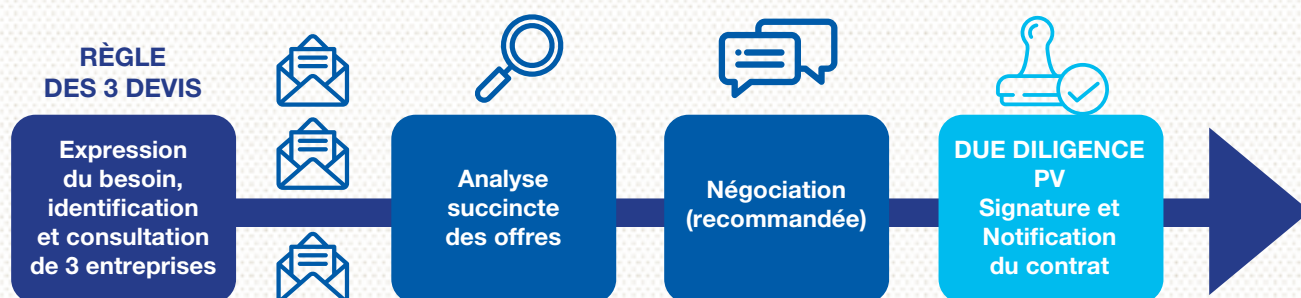 RÈGLE
DES 3 DEVIS
Expression
du besoin,
identification
et consultation
de 3 entreprises
Analyse
succincte
des offres
Négociation
(recommandée)
DUE DILIGENCE
PV
Signature et
Notification
du contrat